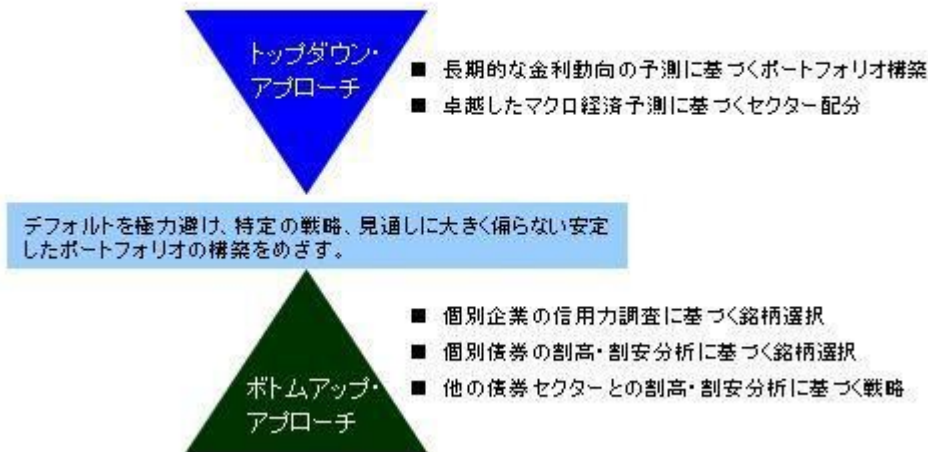 トップダウン・
アプローチ
■ 長期的な金利動向の予測に基づくポートフォリオ構築
■ 卓越したマクロ経済予測に基づくセクター配分
デフォルトを極力避け、特定の戦略、見通しに大きく偏らない安定
したポートフォリオの構築をめざす。
■ 個別企業の信用力調査に基づく銘柄選択
■ 個別債券の割高・割安分析に基づく銘柄選択
■ 他の債券セクターとの割高・割安分析に基づく戦略
ボトムアップ・
アプローチ